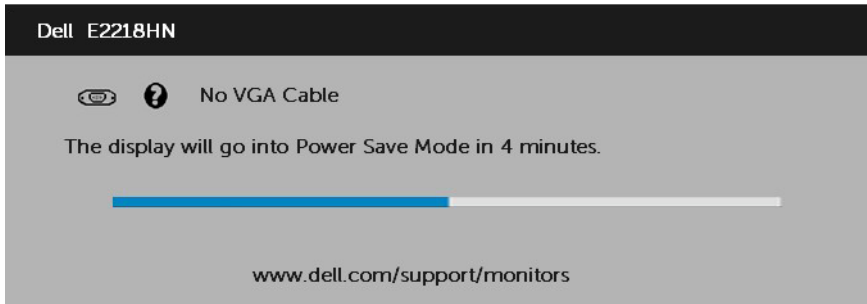 Dell E2218HN
No VGA Cable
The display will go into Power Save Mode in 4 minutes.
www.dell.com/support/monitors